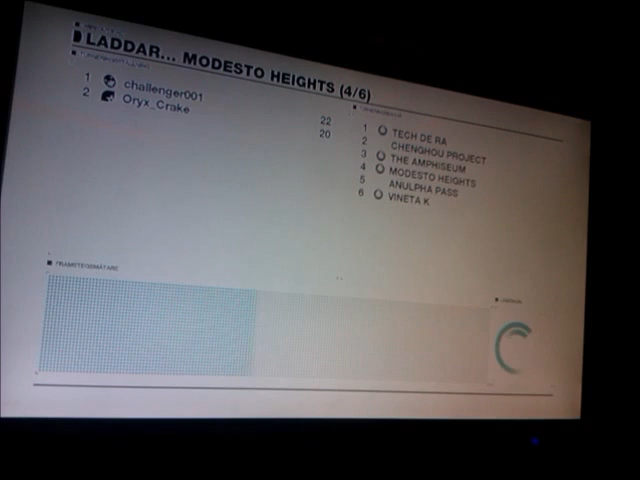 LADDAR... MODESTO HEIGHTS (4/6)
1 challenger001 22
2 Oryx_Crake 20
1 TECH DE RA
2 CHENGHOU PROJECT
3 THE AMPHISEUM
4 MODESTO HEIGHTS
5 ANULPHA PASS
6 VINETA K
FRAMSTEGSMÄTARE